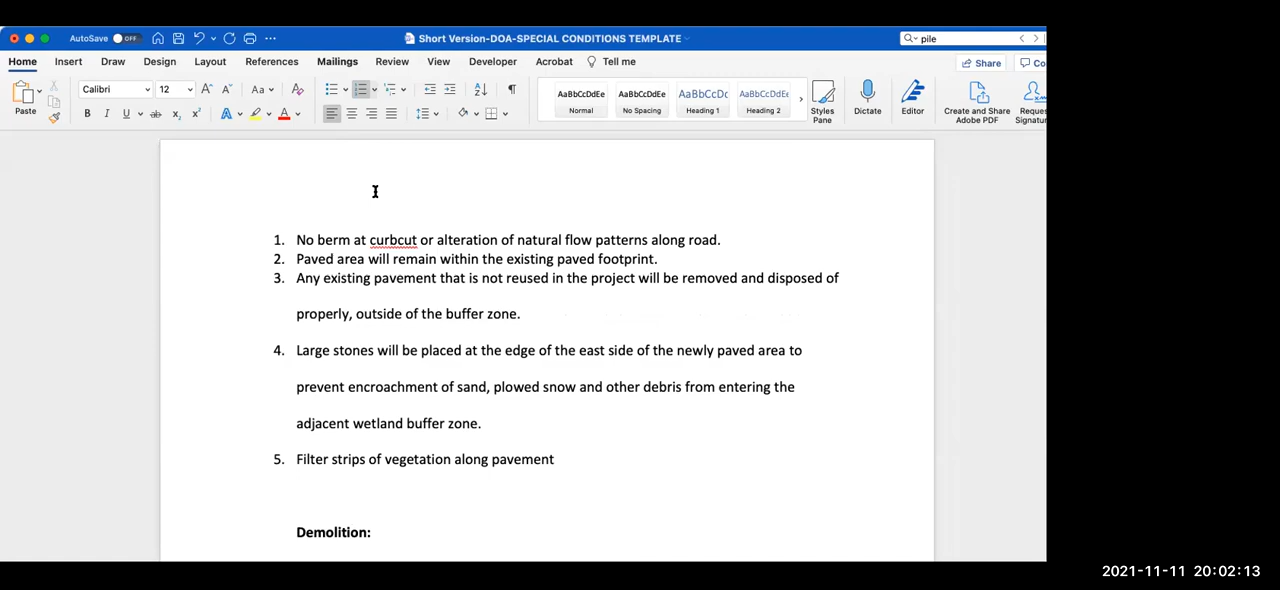 AutoSave OFF Short Version-DOA-SPECIAL CONDITIONS TEMPLATE pile
Home Insert Draw Design Layout References Mailings Review View Developer Acrobat Tell me Share Co
Calibri 12 AaBbCcDdEe AaBbCcDdEe AaBbCcDc AaBbCcDdEe
Paste Normal No Spacing Heading 1 Heading 2 Styles Pane Dictate Editor Create and Share Adobe PDF Reques Signatur
1. No berm at curbcut or alteration of natural flow patterns along road.
2. Paved area will remain within the existing paved footprint.
3. Any existing pavement that is not reused in the project will be removed and disposed of
properly, outside of the buffer zone.
4. Large stones will be placed at the edge of the east side of the newly paved area to
prevent encroachment of sand, plowed snow and other debris from entering the
adjacent wetland buffer zone.
5. Filter strips of vegetation along pavement
Demolition:
2021-11-11 20:02:13